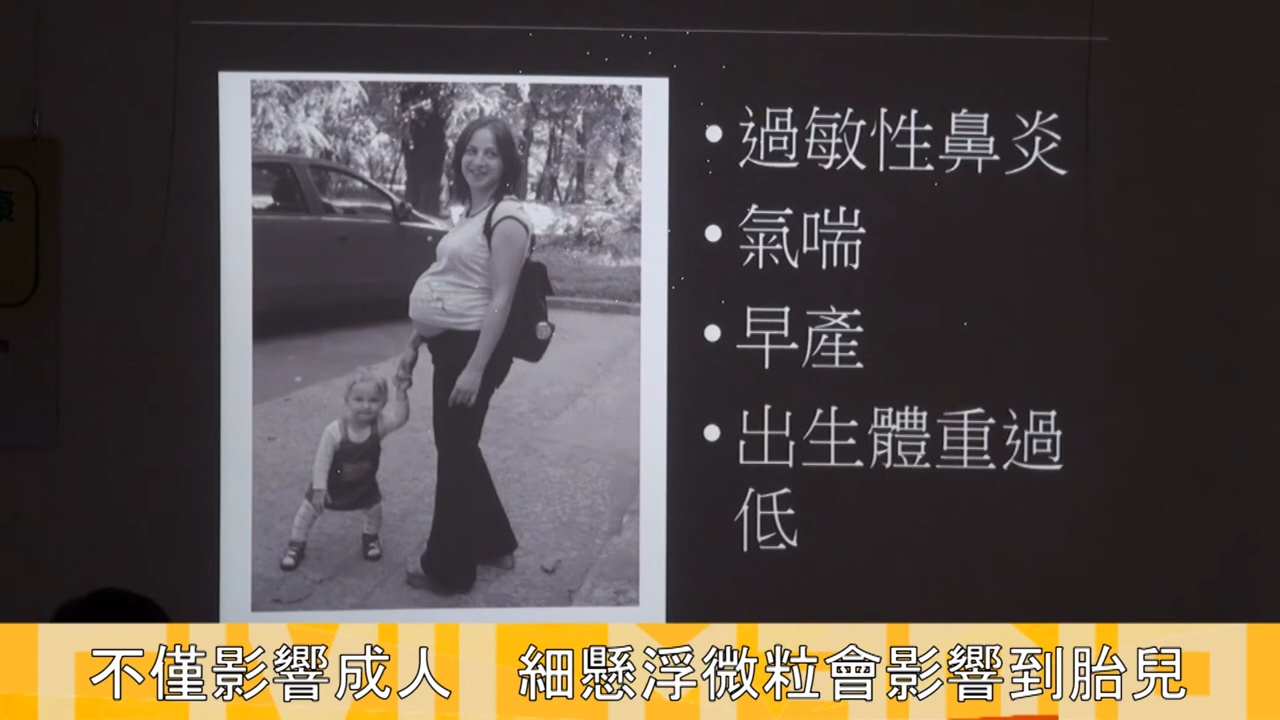 • 過敏性鼻炎
• 氣喘
• 早產
• 出生體重過
低
不僅影響成人 細懸浮微粒會影響到胎兒